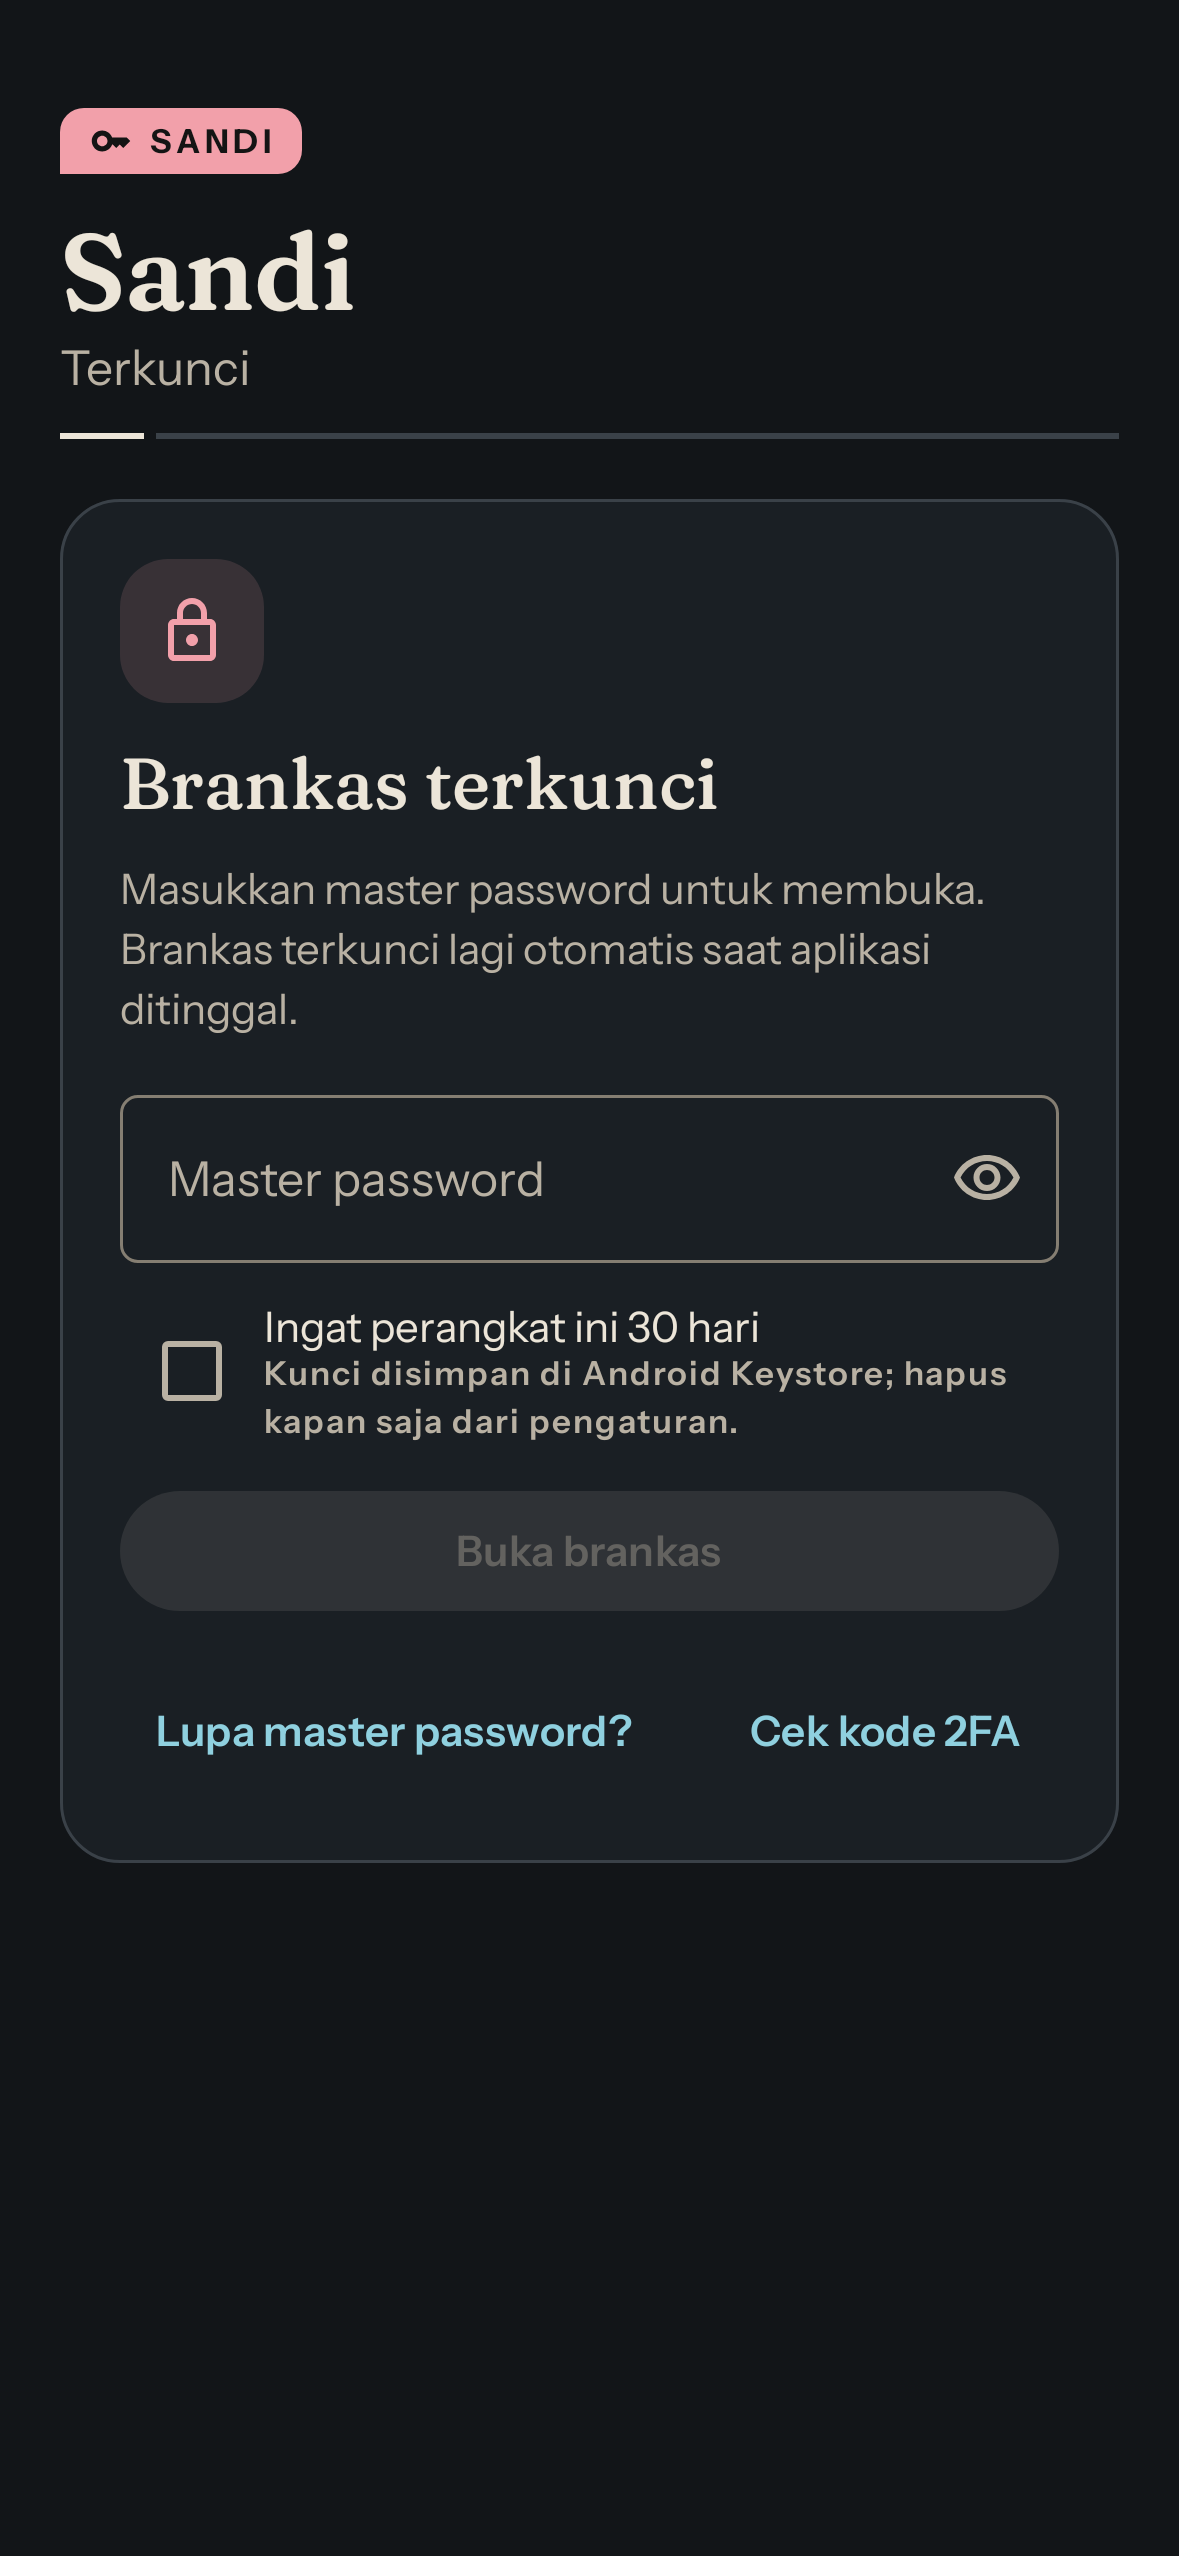 SANDI
Sandi
Terkunci
Brankas terkunci
Masukkan master password untuk membuka.
Brankas terkunci lagi otomatis saat aplikasi
ditinggal.
Master password
Ingat perangkat ini 30 hari
Kunci disimpan di Android Keystore; hapus
kapan saja dari pengaturan.
Buka brankas
Lupa master password?
Cek kode 2FA